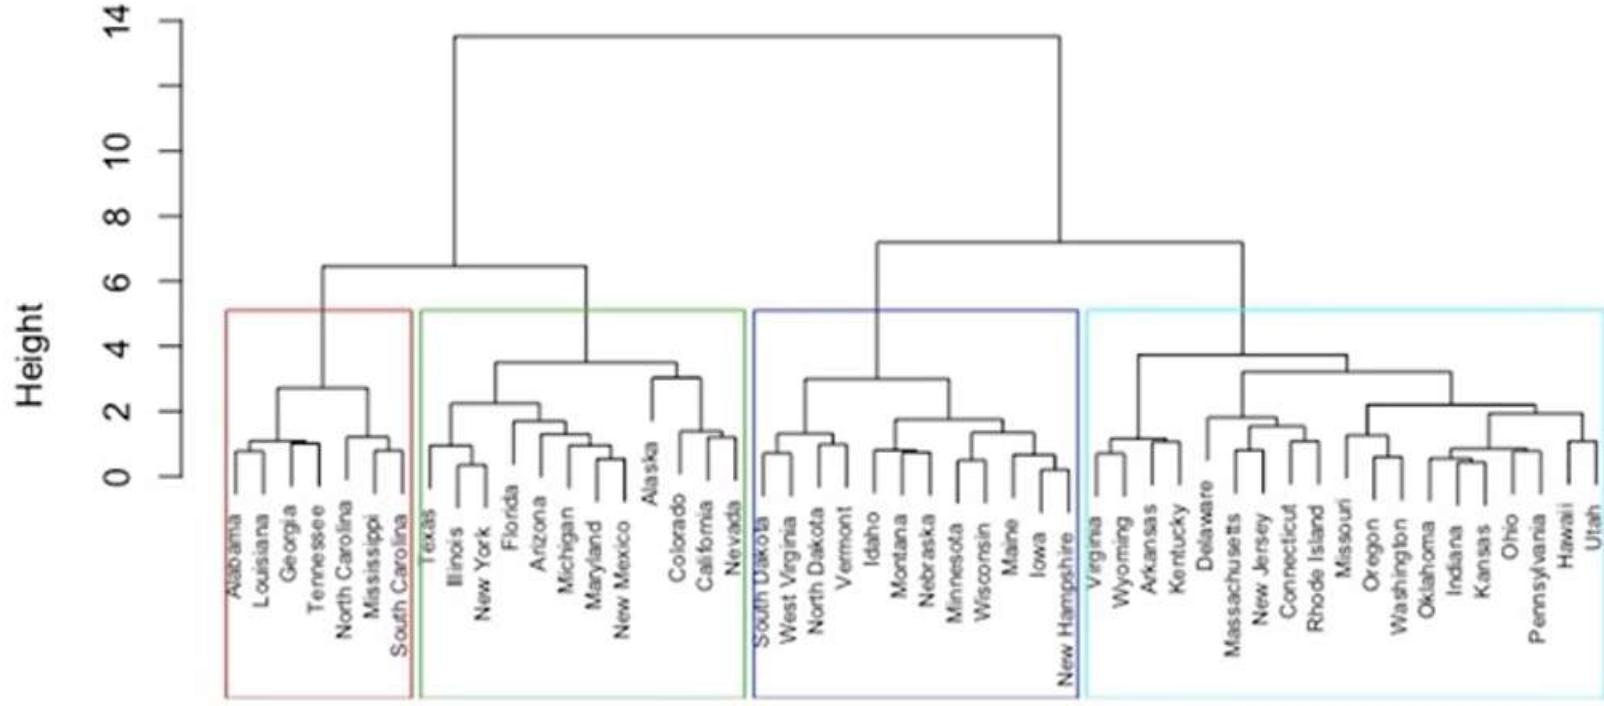 Height
14
10
8
6
4
2
0
Alabama
Louisiana
Georgia
Tennessee
North Carolina
Mississippi
South Carolina
Texas
Illinois
New York
Florida
Arizona
Michigan
Maryland
New Mexico
Alaska
Colorado
California
Nevada
South Dakota
West Virginia
North Dakota
Vermont
Idaho
Montana
Nebraska
Minnesota
Wisconsin
Maine
Iowa
New Hampshire
Virginia
Wyoming
Arkansas
Kentucky
Delaware
Massachusetts
New Jersey
Connecticut
Rhode Island
Missouri
Oregon
Washington
Oklahoma
Indiana
Kansas
Ohio
Pennsylvania
Hawaii
Utah